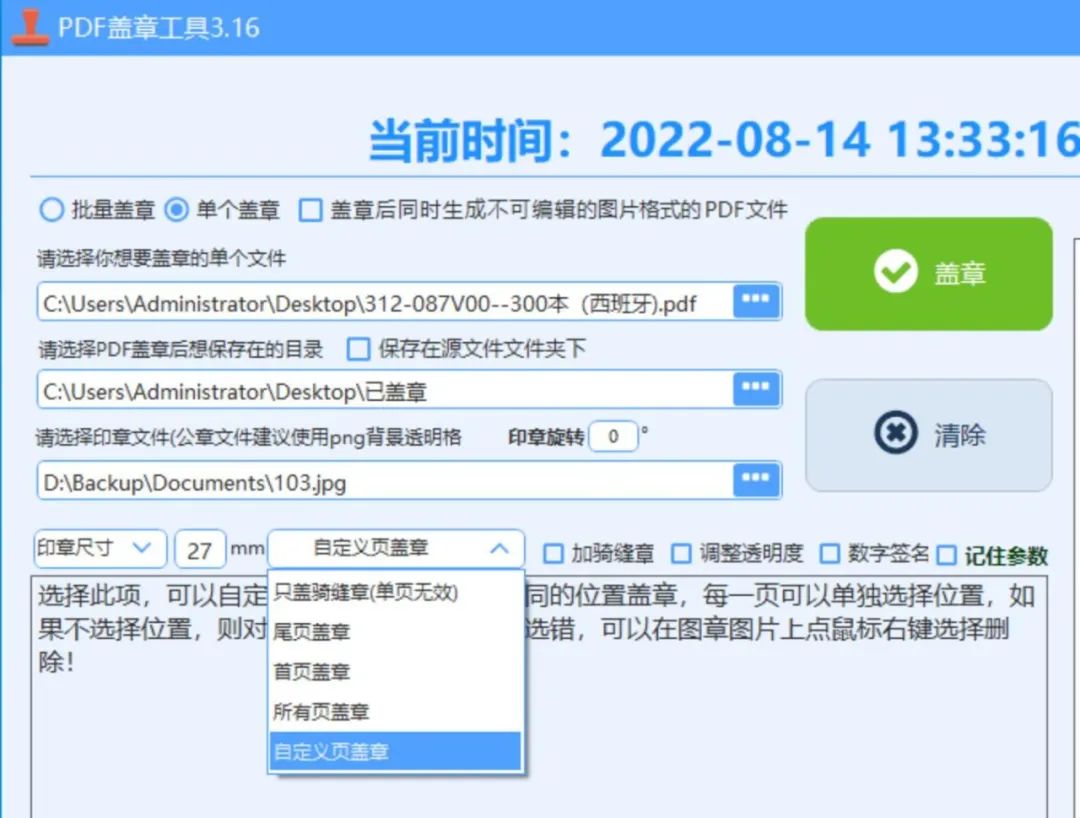 PDF盖章工具3.16
当前时间：2022-08-14 13:33:16
批量盖章 单个盖章 盖章后同时生成不可编辑的图片格式的PDF文件
请选择你想要盖章的单个文件
C:\Users\Administrator\Desktop\312-087V00--300本（西班牙).pdf
盖章
请选择PDF盖章后想保存在的目录 保存在源文件文件夹下
C:\Users\Administrator\Desktop\已盖章
请选择印章文件(公章文件建议使用png背景透明格 印章旋转 0 °
清除
D:\Backup\Documents\103.jpg
印章尺寸 27 mm 自定义页盖章 加骑缝章 调整透明度 数字签名 记住参数
选择此项，可以自定 同的位置盖章，每一页可以单独选择位置，如
果不选择位置，则对 选错，可以在图章图片上点鼠标右键选择删
除！
只盖骑缝章(单页无效)
尾页盖章
首页盖章
所有页盖章
自定义页盖章